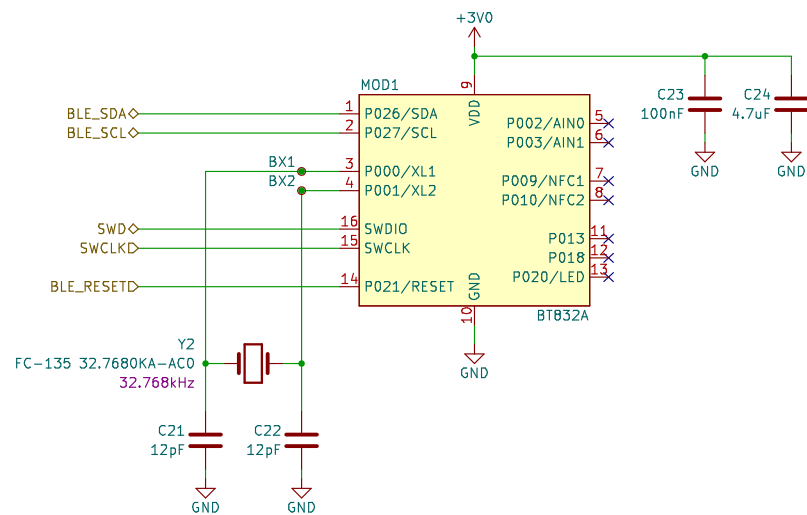 +3V0
MOD1
9
VDD
C23
100nF
C24
4.7uF
GND
GND
BLE_SDA
1
P026/SDA
BLE_SCL
2
P027/SCL
P002/AIN0
5
P003/AIN1
6
BX1
3
P000/XL1
BX2
4
P001/XL2
P009/NFC1
7
P010/NFC2
8
SWD
16
SWDIO
SWCLK
15
SWCLK
P013
11
P018
12
P020/LED
13
BLE_RESET
14
P021/RESET
GND
10
BT832A
GND
Y2
FC-135 32.7680KA-AC0
32.768kHz
C21
12pF
C22
12pF
GND
GND